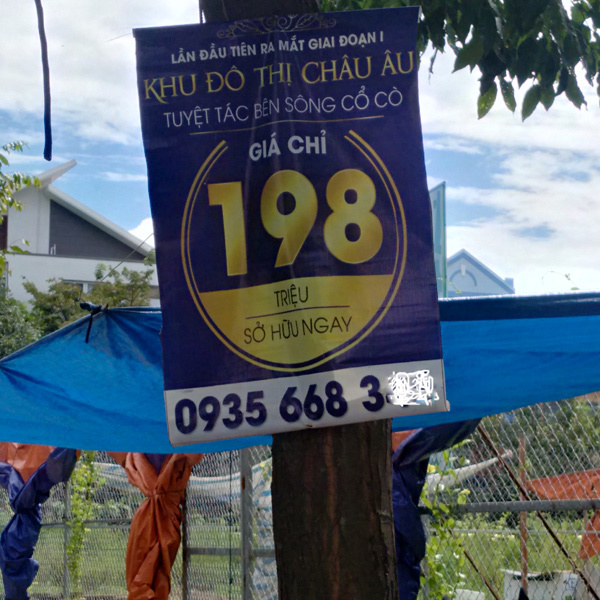 LẦN ĐẦU TIÊN RA MẮT GIAI ĐOẠN I
KHU ĐÔ THỊ CHÂU ÂU
TUYỆT TÁC BÊN SÔNG CỔ CÒ
GIÁ CHỈ
198
TRIỆU
SỞ HỮU NGAY
0935 668 3